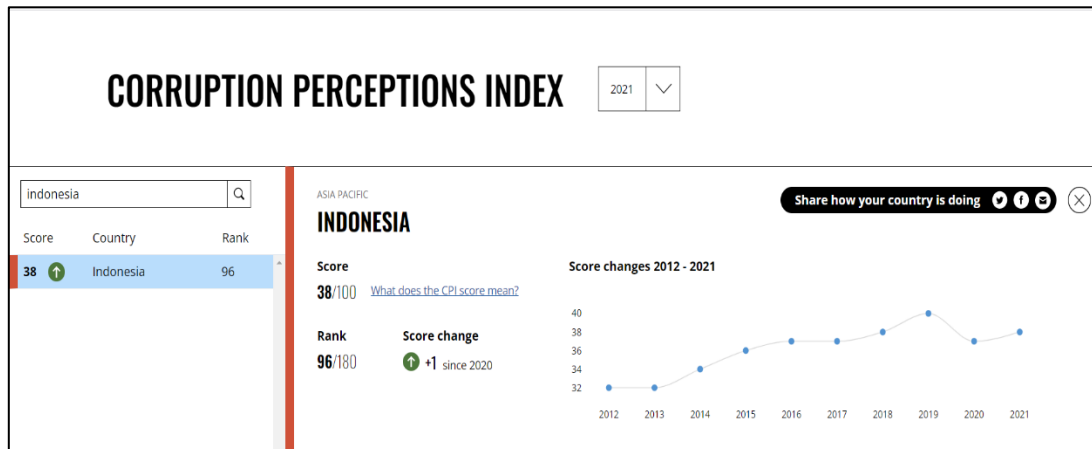 CORRUPTION PERCEPTIONS INDEX
2021
indonesia
Score Country Rank
38 Indonesia 96
ASIA PACIFIC
INDONESIA
Share how your country is doing
Score
38/100 What does the CPI score mean?
Rank Score change
96/180 +1 since 2020
Score changes 2012 - 2021
40
38
36
34
32
2012 2013 2014 2015 2016 2017 2018 2019 2020 2021